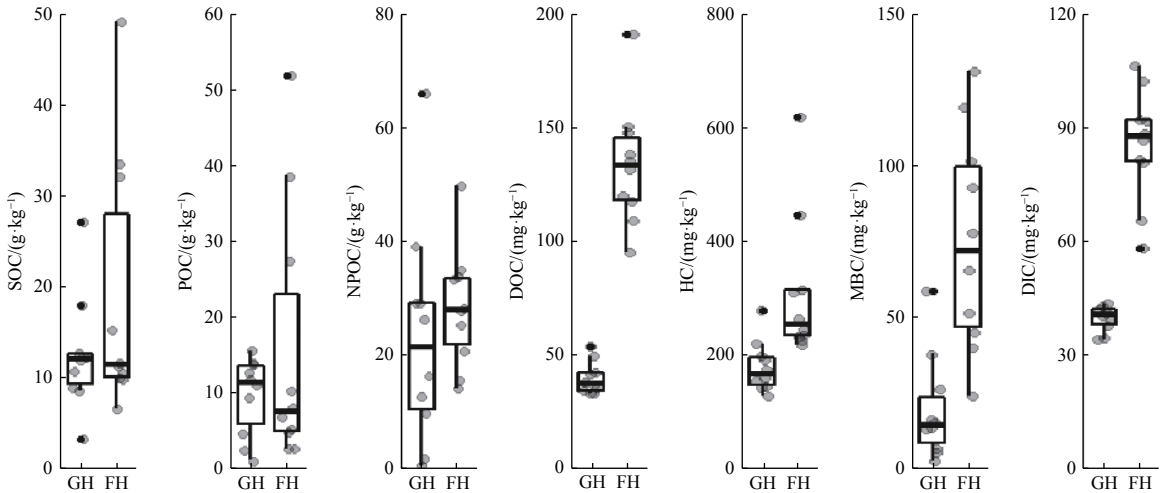 SOC/(g·kg⁻¹)
50
40
30
20
10
0
GH FH
POC/(g·kg⁻¹)
60
50
40
30
20
10
0
GH FH
NPOC/(g·kg⁻¹)
80
60
40
20
0
GH FH
DOC/(mg·kg⁻¹)
200
150
100
50
0
GH FH
HC/(mg·kg⁻¹)
800
600
400
200
0
GH FH
MBC/(mg·kg⁻¹)
150
100
50
0
GH FH
DIC/(mg·kg⁻¹)
120
90
60
30
0
GH FH